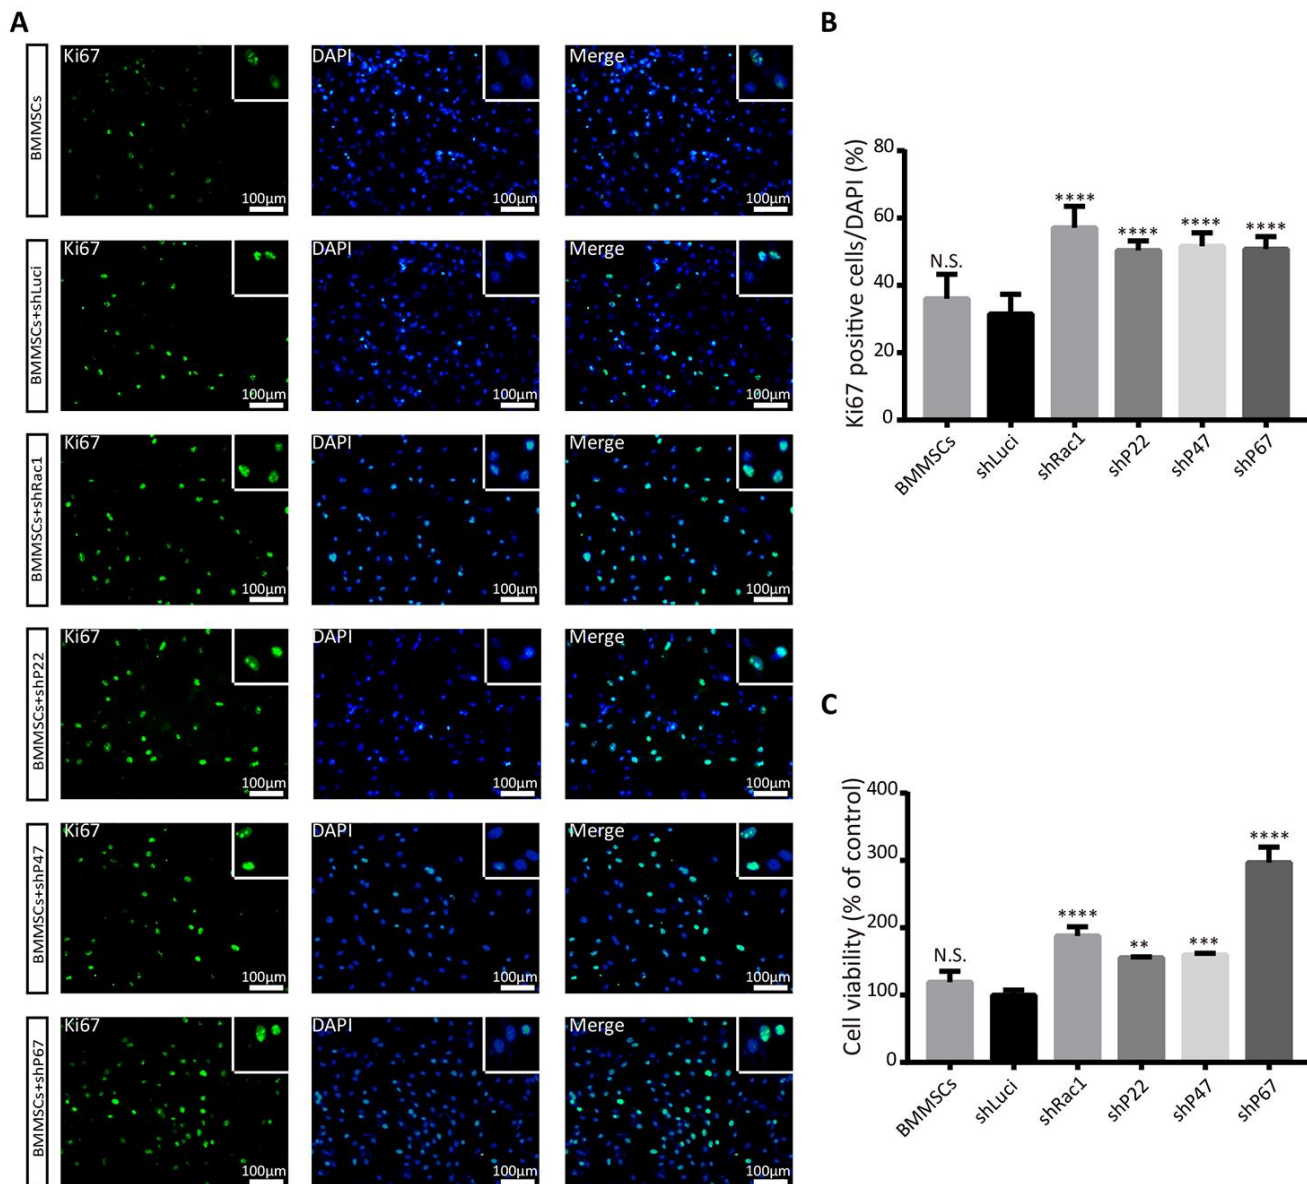 A
BMMSCs
Ki67
100µm
DAPI
100µm
Merge
100µm
BMMSCs+shLuci
Ki67
100µm
DAPI
100µm
Merge
100µm
BMMSCs+shRac1
Ki67
100µm
DAPI
100µm
Merge
100µm
BMMSCs+shP22
Ki67
100µm
DAPI
100µm
Merge
100µm
BMMSCs+shP47
Ki67
100µm
DAPI
100µm
Merge
100µm
BMMSCs+shP67
Ki67
100µm
DAPI
100µm
Merge
100µm
B
Ki67 positive cells/DAPI (%)
80
60
40
20
0
N.S.
****
****
****
****
BMMSCs
shLuci
shRac1
shP22
shP47
shP67
C
Cell viability (% of control)
400
300
200
100
0
N.S.
****
**
***
****
BMMSCs
shLuci
shRac1
shP22
shP47
shP67